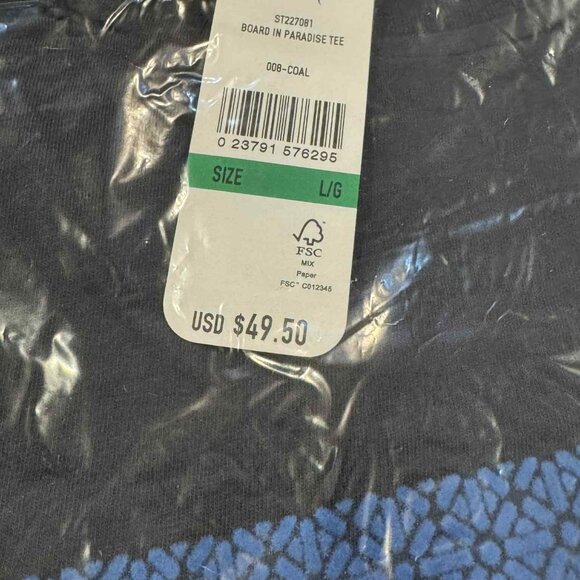 ST227081
BOARD IN PARADISE TEE
008-COAL
0 23791 576295
SIZE L/G
FSC
MIX
Paper
FSC™ C012345
USD $49.50